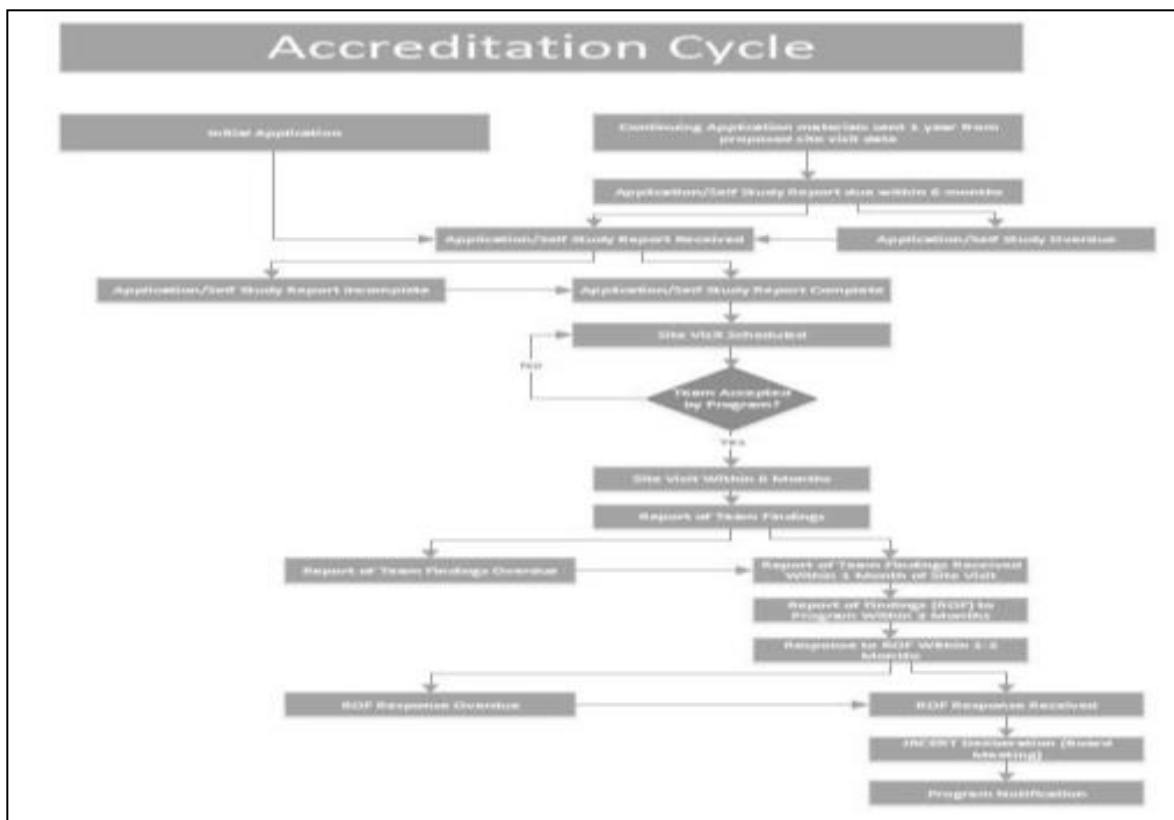 Accreditation Cycle
Initial Application
Continuing Application materials sent 1 year from
proposed site visit date
Application/Self Study Report due within 6 months
Application/Self Study Report Received
Application/Self Study Overdue
Application/Self Study Report Incomplete
Application/Self Study Report Complete
Site Visit Scheduled
No
Team Accepted
by Program?
Yes
Site Visit Within Months
Report of Team Findings
Report of Team Findings Overdue
Report of Team Findings Received
Within 1 Month of Site Visit
Report of Findings (ROF) to
Program Within Months
Response to ROF Within
Months
ROF Response Overdue
ROF Response Received
JRCERT Deliberation (Board
Meeting)
Program Notification